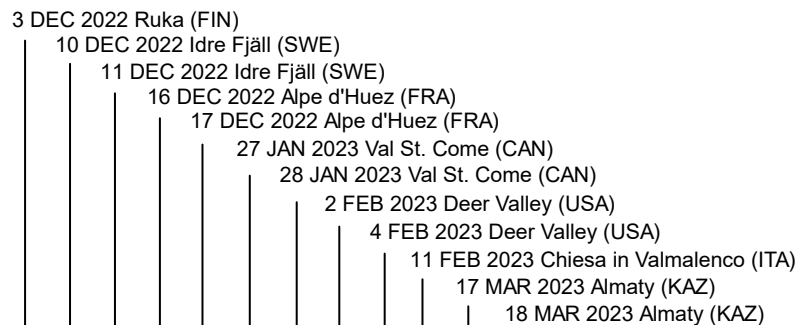 3 DEC 2022 Ruka (FIN)
10 DEC 2022 Idre Fjäll (SWE)
11 DEC 2022 Idre Fjäll (SWE)
16 DEC 2022 Alpe d'Huez (FRA)
17 DEC 2022 Alpe d'Huez (FRA)
27 JAN 2023 Val St. Come (CAN)
28 JAN 2023 Val St. Come (CAN)
2 FEB 2023 Deer Valley (USA)
4 FEB 2023 Deer Valley (USA)
11 FEB 2023 Chiesa in Valmalenco (ITA)
17 MAR 2023 Almaty (KAZ)
18 MAR 2023 Almaty (KAZ)